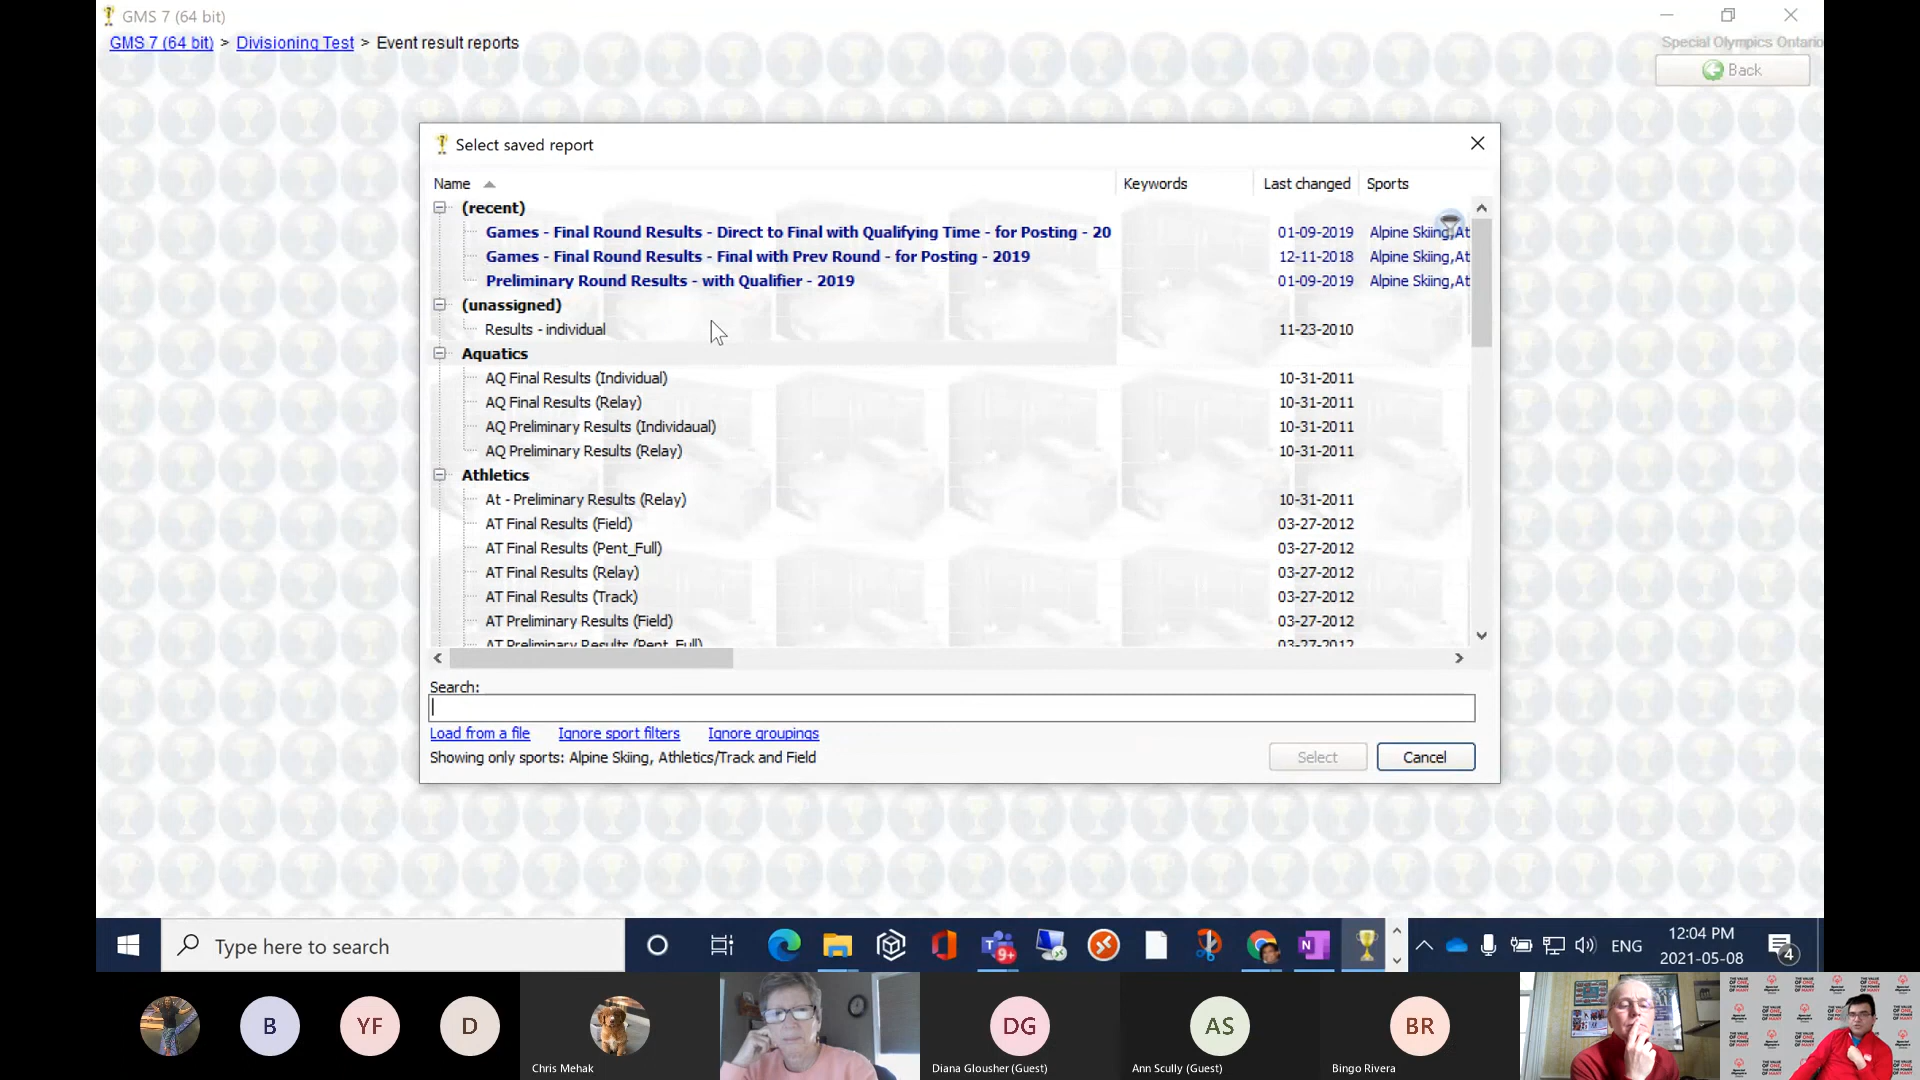 GMS 7 (64 bit)
GMS 7 (64 bit) > Divisioning Test > Event result reports
Special Olympics Ontario
Back
Select saved report
Name Keywords Last changed Sports
(recent)
Games - Final Round Results - Direct to Final with Qualifying Time - for Posting - 20 01-09-2019 Alpine Skiing,At
Games - Final Round Results - Final with Prev Round - for Posting - 2019 12-11-2018 Alpine Skiing,At
Preliminary Round Results - with Qualifier - 2019 01-09-2019 Alpine Skiing,At
(unassigned)
Results - individual 11-23-2010
Aquatics
AQ Final Results (Individual) 10-31-2011
AQ Final Results (Relay) 10-31-2011
AQ Preliminary Results (Individaual) 10-31-2011
AQ Preliminary Results (Relay) 10-31-2011
Athletics
At - Preliminary Results (Relay) 10-31-2011
AT Final Results (Field) 03-27-2012
AT Final Results (Pent_Full) 03-27-2012
AT Final Results (Relay) 03-27-2012
AT Final Results (Track) 03-27-2012
AT Preliminary Results (Field) 03-27-2012
AT Preliminary Results (Pent_Full) 03-27-2012
Search:
Load from a file Ignore sport filters Ignore groupings
Showing only sports: Alpine Skiing, Athletics/Track and Field
Select Cancel
Type here to search
9+
ENG
12:04 PM
2021-05-08
4
B YF D DG AS BR
Chris Mehak Diana Glousher (Guest) Ann Scully (Guest) Bingo Rivera